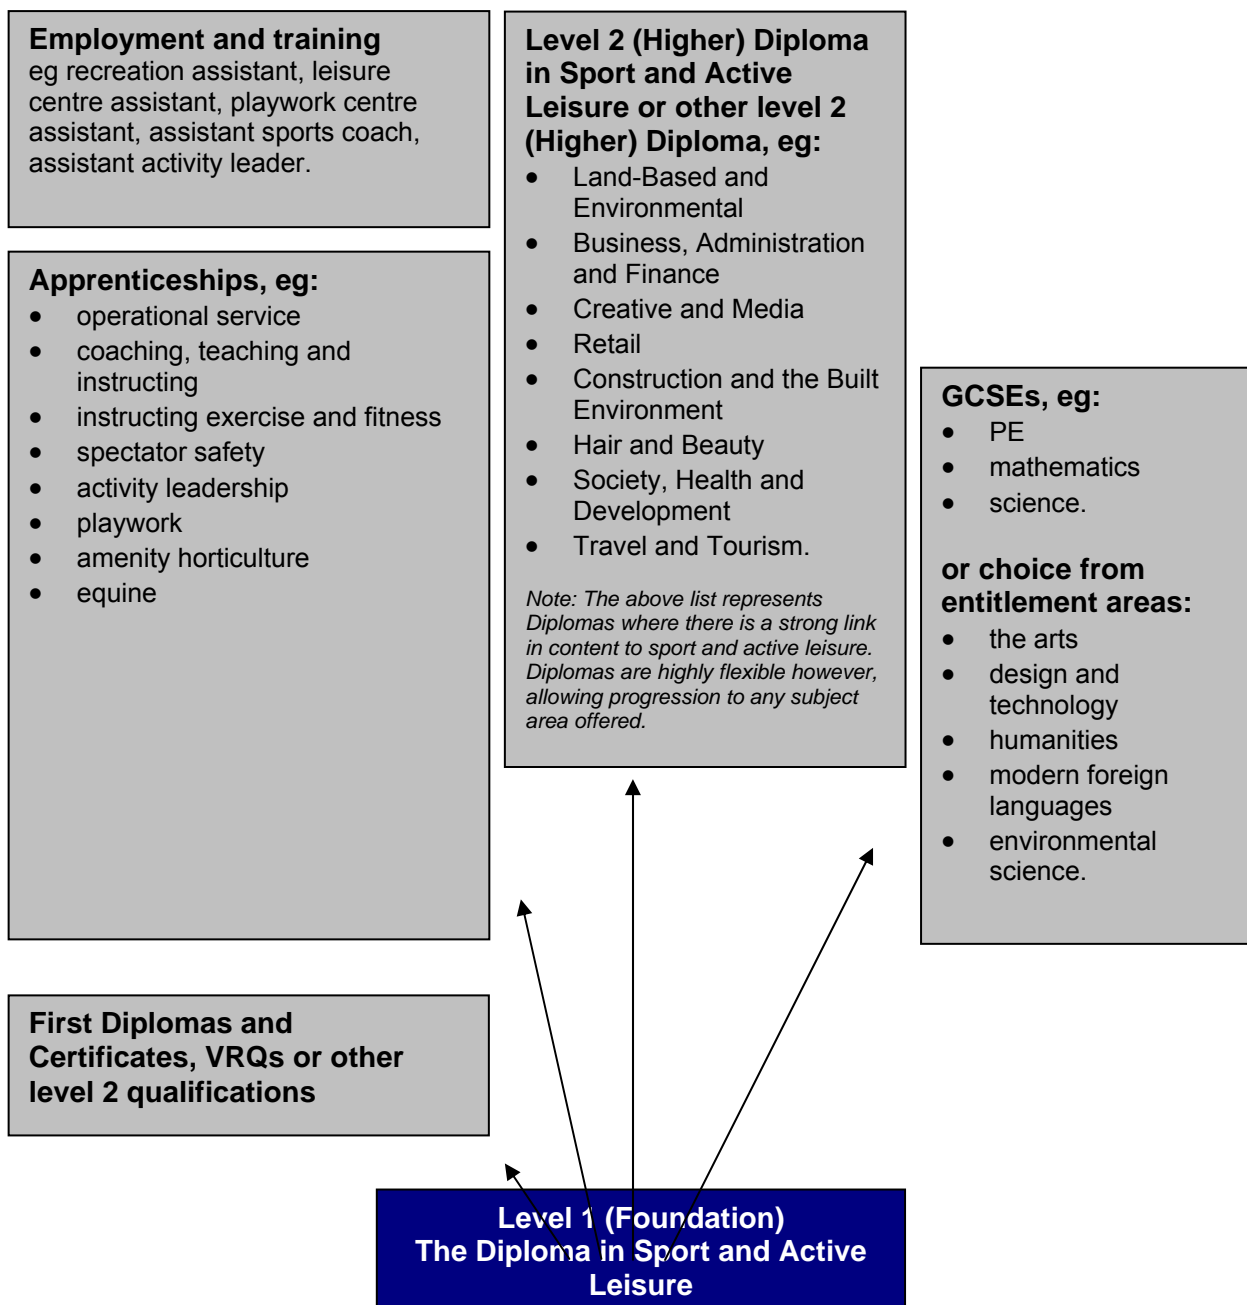 Employment and training
eg recreation assistant, leisure
centre assistant, playwork centre
assistant, assistant sports coach,
assistant activity leader.
Apprenticeships, eg:
• operational service
• coaching, teaching and
instructing
• instructing exercise and fitness
• spectator safety
• activity leadership
• playwork
• amenity horticulture
• equine
First Diplomas and
Certificates, VRQs or other
level 2 qualifications
Level 2 (Higher) Diploma
in Sport and Active
Leisure or other level 2
(Higher) Diploma, eg:
• Land-Based and
Environmental
• Business, Administration
and Finance
• Creative and Media
• Retail
• Construction and the Built
Environment
• Hair and Beauty
• Society, Health and
Development
• Travel and Tourism.
Note: The above list represents
Diplomas where there is a strong link
in content to sport and active leisure.
Diplomas are highly flexible however,
allowing progression to any subject
area offered.
GCSEs, eg:
• PE
• mathematics
• science.
or choice from
entitlement areas:
• the arts
• design and
technology
• humanities
• modern foreign
languages
• environmental
science.
Level 1 (Foundation)
The Diploma in Sport and Active
Leisure